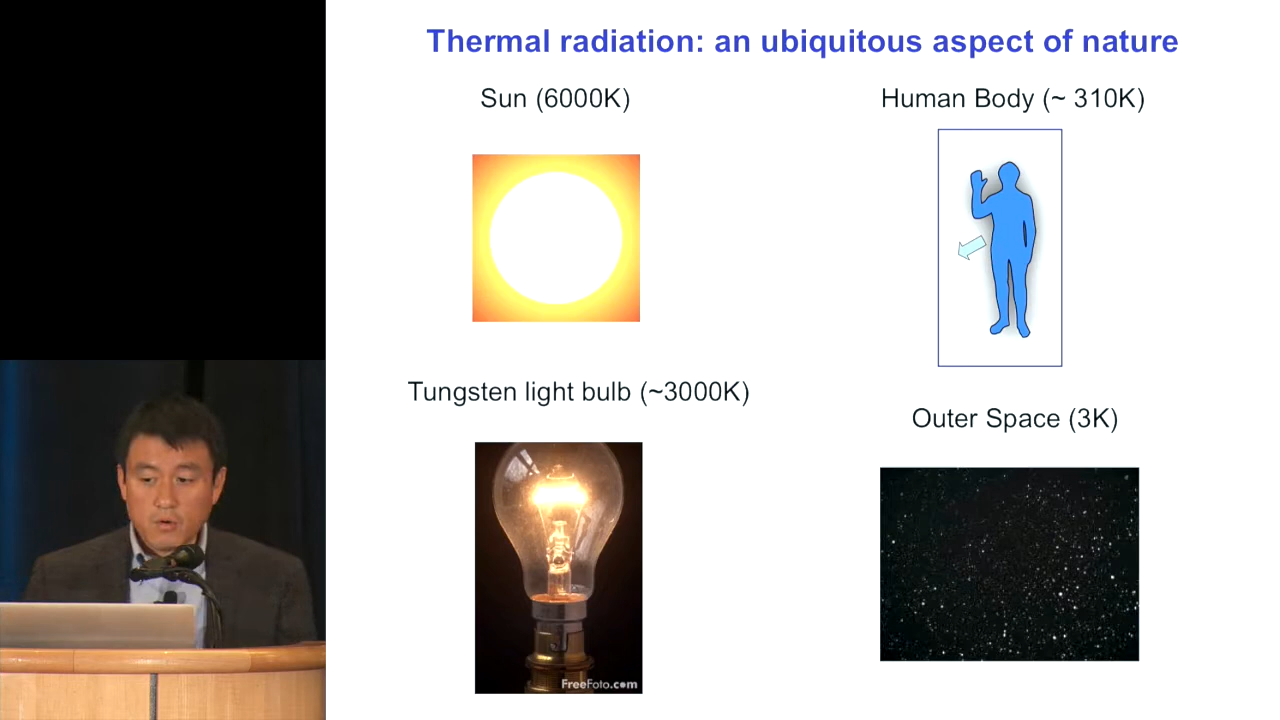 Thermal radiation: an ubiquitous aspect of nature
Sun (6000K)
Human Body (~ 310K)
Tungsten light bulb (~3000K)
Outer Space (3K)
FreeFoto.com